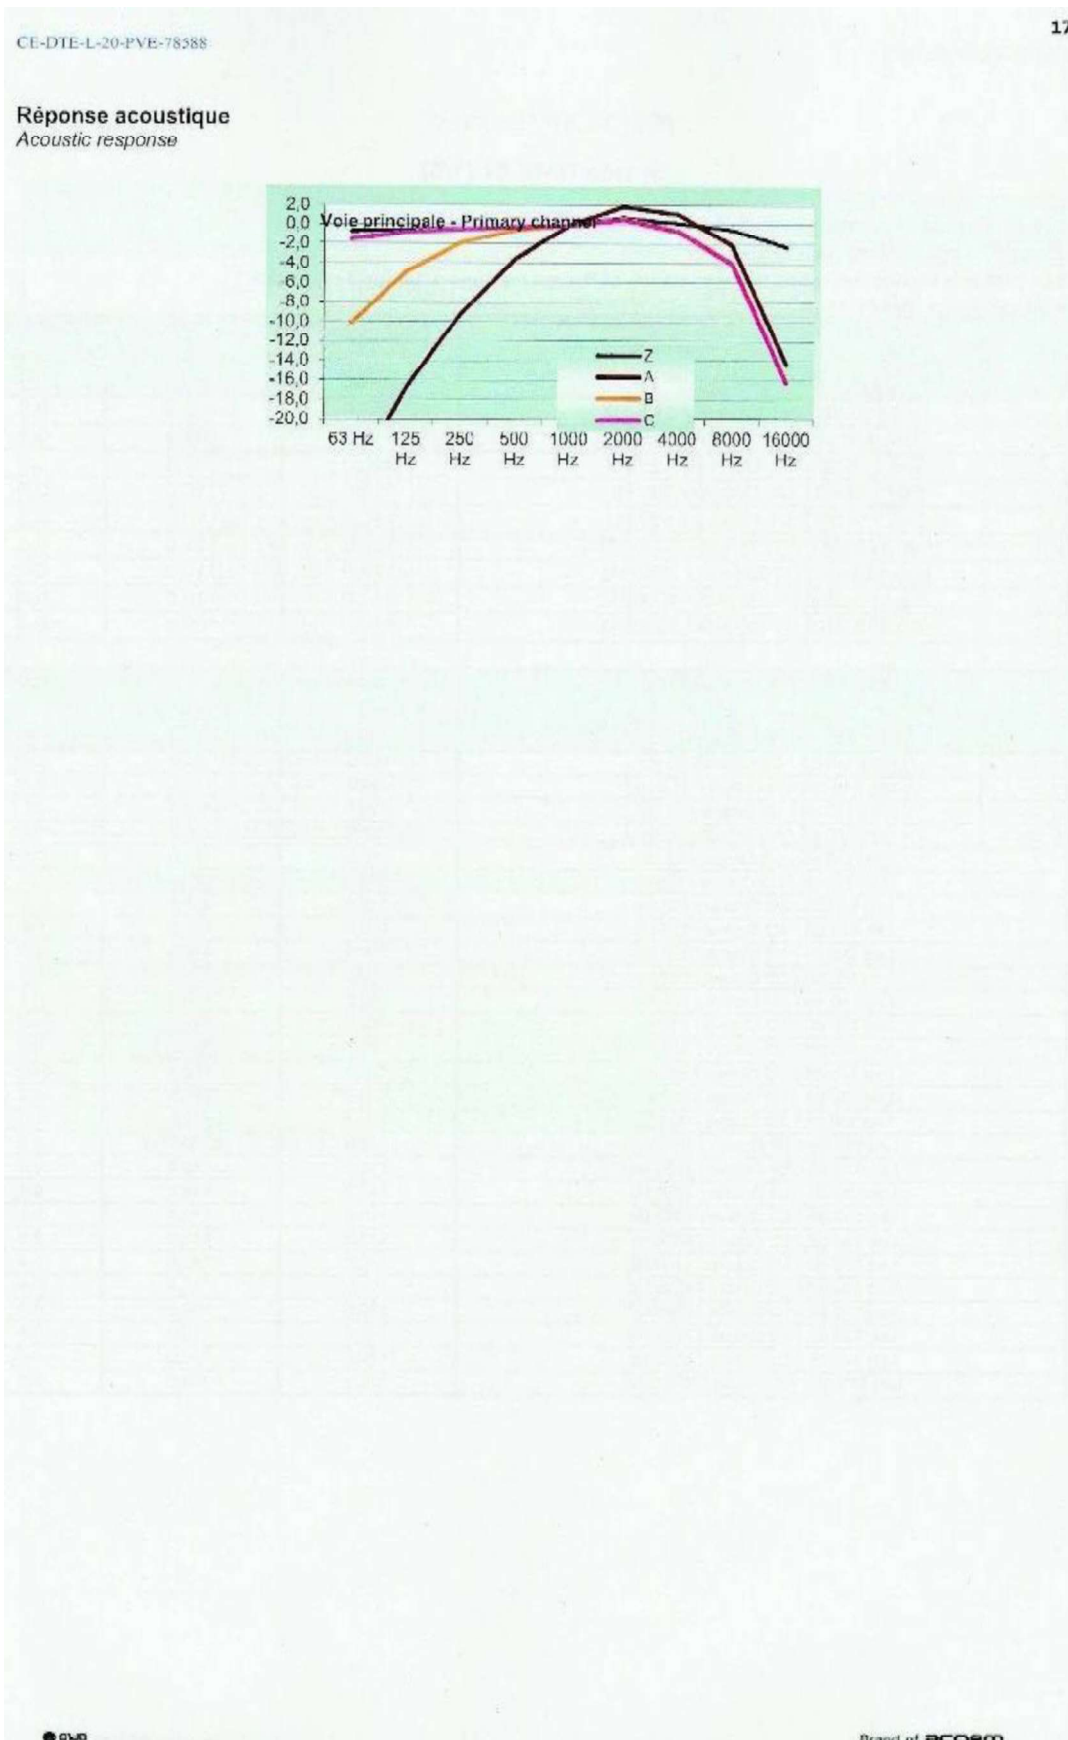 17
CE-DTE-L-20-PVE-78588
Réponse acoustique
Acoustic response
2,0
0,0
-2,0
-4,0
-6,0
-8,0
-10,0
-12,0
-14,0
-16,0
-18,0
-20,0
Voie principale - Primary channel
Z
A
B
C
63 Hz 125 250 500 1000 2000 4000 8000 16000
Hz Hz Hz Hz Hz Hz Hz Hz
Brand of acoem